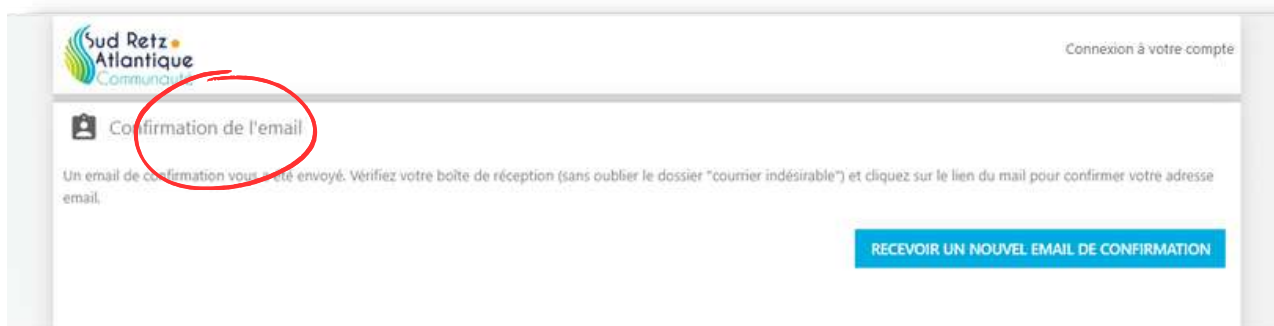 Sud Retz
Atlantique
Communauté
Connexion à votre compte
Confirmation de l'email
Un email de confirmation vous a été envoyé. Vérifiez votre boîte de réception (sans oublier le dossier "courrier indésirable") et cliquez sur le lien du mail pour confirmer votre adresse
email.
RECEVOIR UN NOUVEL EMAIL DE CONFIRMATION